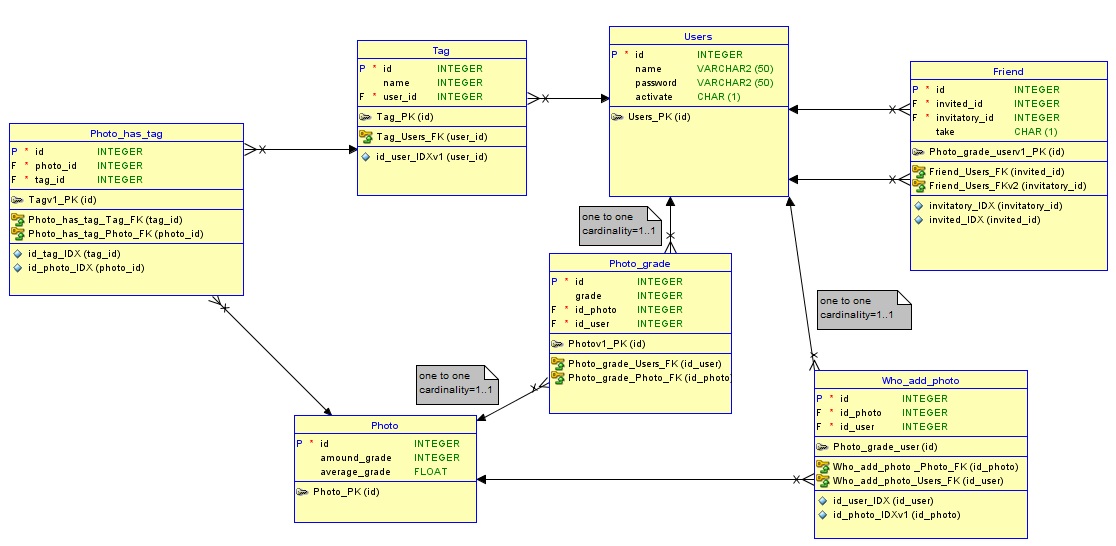 Users
P * id INTEGER
name VARCHAR2 (50)
password VARCHAR2 (50)
activate CHAR (1)
Users_PK (id)
Tag
P * id INTEGER
name INTEGER
F * user_id INTEGER
Tag_PK (id)
Tag_Users_FK (user_id)
id_user_IDXv1 (user_id)
Friend
P * id INTEGER
F * invited_id INTEGER
F * invitatory_id INTEGER
take CHAR (1)
Photo_grade_userv1_PK (id)
Friend_Users_FK (invited_id)
Friend_Users_FKv2 (invitatory_id)
invitatory_IDX (invitatory_id)
invited_IDX (invited_id)
Photo_has_tag
P * id INTEGER
F * photo_id INTEGER
F * tag_id INTEGER
Tagv1_PK (id)
Photo_has_tag_Tag_FK (tag_id)
Photo_has_tag_Photo_FK (photo_id)
id_tag_IDX (tag_id)
id_photo_IDX (photo_id)
one to one
cardinality=1..1
Photo_grade
P * id INTEGER
grade INTEGER
F * id_photo INTEGER
F * id_user INTEGER
Photov1_PK (id)
Photo_grade_Users_FK (id_user)
Photo_grade_Photo_FK (id_photo)
one to one
cardinality=1..1
one to one
cardinality=1..1
Who_add_photo
P * id INTEGER
F * id_photo INTEGER
F * id_user INTEGER
Photo_grade_user (id)
Who_add_photo _Photo_FK (id_photo)
Who_add_photo_Users_FK (id_user)
id_user_IDX (id_user)
id_photo_IDXv1 (id_photo)
Photo
P * id INTEGER
amound_grade INTEGER
average_grade FLOAT
Photo_PK (id)